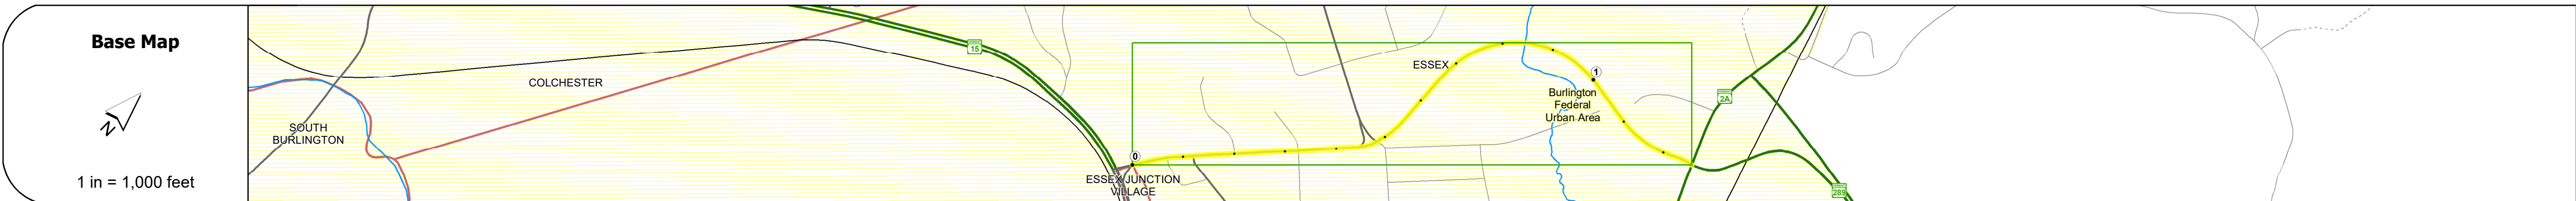 Base Map
N
1 in = 1,000 feet
SOUTH
BURLINGTON
COLCHESTER
15
0
ESSEX JUNCTION
VILLAGE
ESSEX
1
Burlington
Federal
Urban Area
2A
289